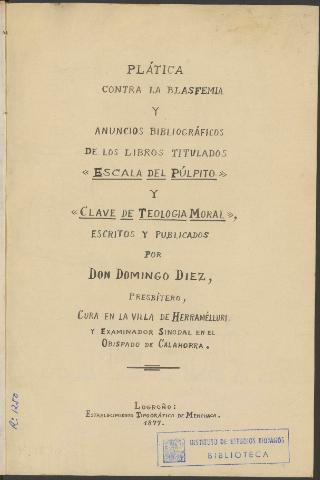 PLÁTICA
CONTRA LA BLASFEMIA
Y
ANUNCIOS BIBLIOGRÁFICOS
DE LOS LIBROS TITULADOS
« ESCALA DEL PÚLPITO »
Y
« CLAVE DE TEOLOGIA MORAL »,
ESCRITOS Y PUBLICADOS
POR
DON DOMINGO DIEZ,
PRESBÍTERO,
CURA EN LA VILLA DE HERRAMÉLLURI
Y EXAMINADOR SINODAL EN EL
OBISPADO DE CALAHORRA.
LOGROÑO:
ESTABLECIMIENTO TIPOGRÁFICO DE MENCHACA.
1877.
R: 1250
INSTITUTO DE ESTUDIOS RIOJANOS
BIBLIOTECA